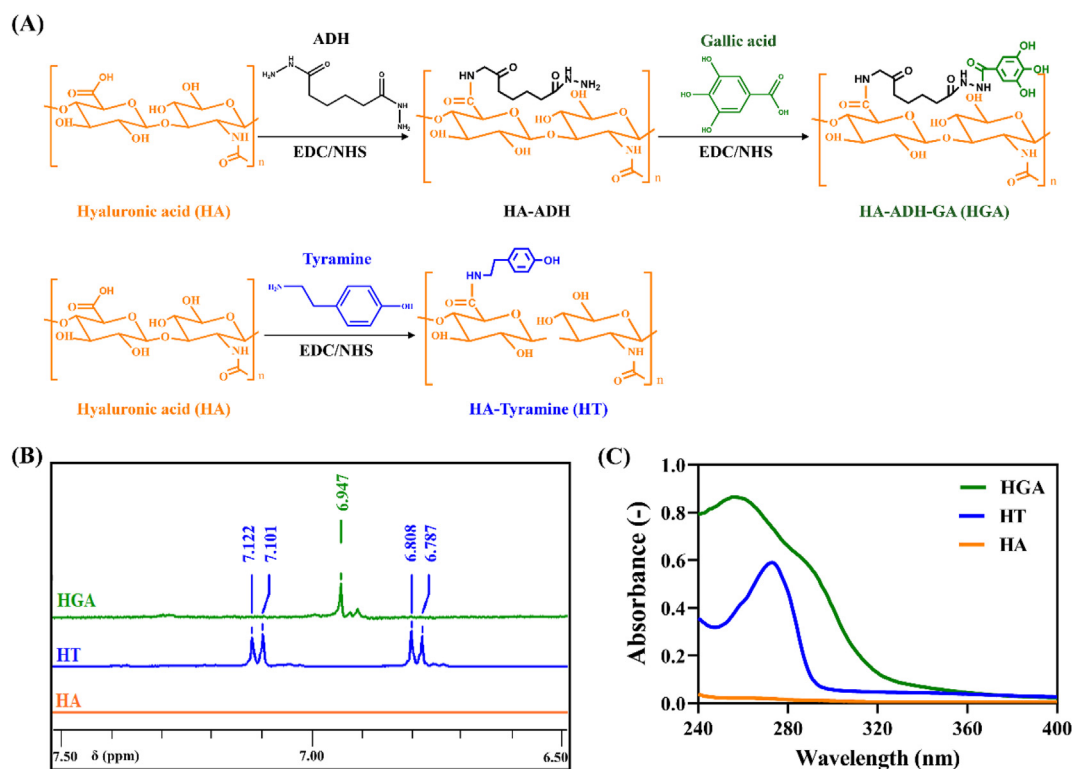 (A)
ADH
Gallic acid
EDC/NHS
EDC/NHS
Hyaluronic acid (HA)
HA-ADH
HA-ADH-GA (HGA)
Tyramine
EDC/NHS
Hyaluronic acid (HA)
HA-Tyramine (HT)
(B)
7.122
7.101
6.947
6.808
6.787
HGA
HT
HA
7.50
δ (ppm)
7.00
6.50
(C)
1.0
0.8
0.6
0.4
0.2
0.0
Absorbance (-)
HGA
HT
HA
240
280
320
360
400
Wavelength (nm)